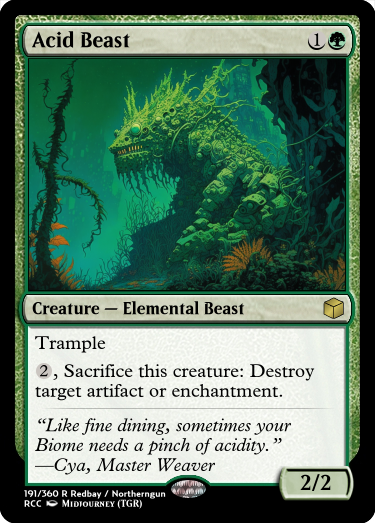 Acid Beast 1
Creature — Elemental Beast
Trample
2, Sacrifice this creature: Destroy
target artifact or enchantment.
“Like fine dining, sometimes your
Biome needs a pinch of acidity.”
—Cya, Master Weaver
2/2
191/360 R Redbay / Northerngun
RCC Midjourney (TGR)